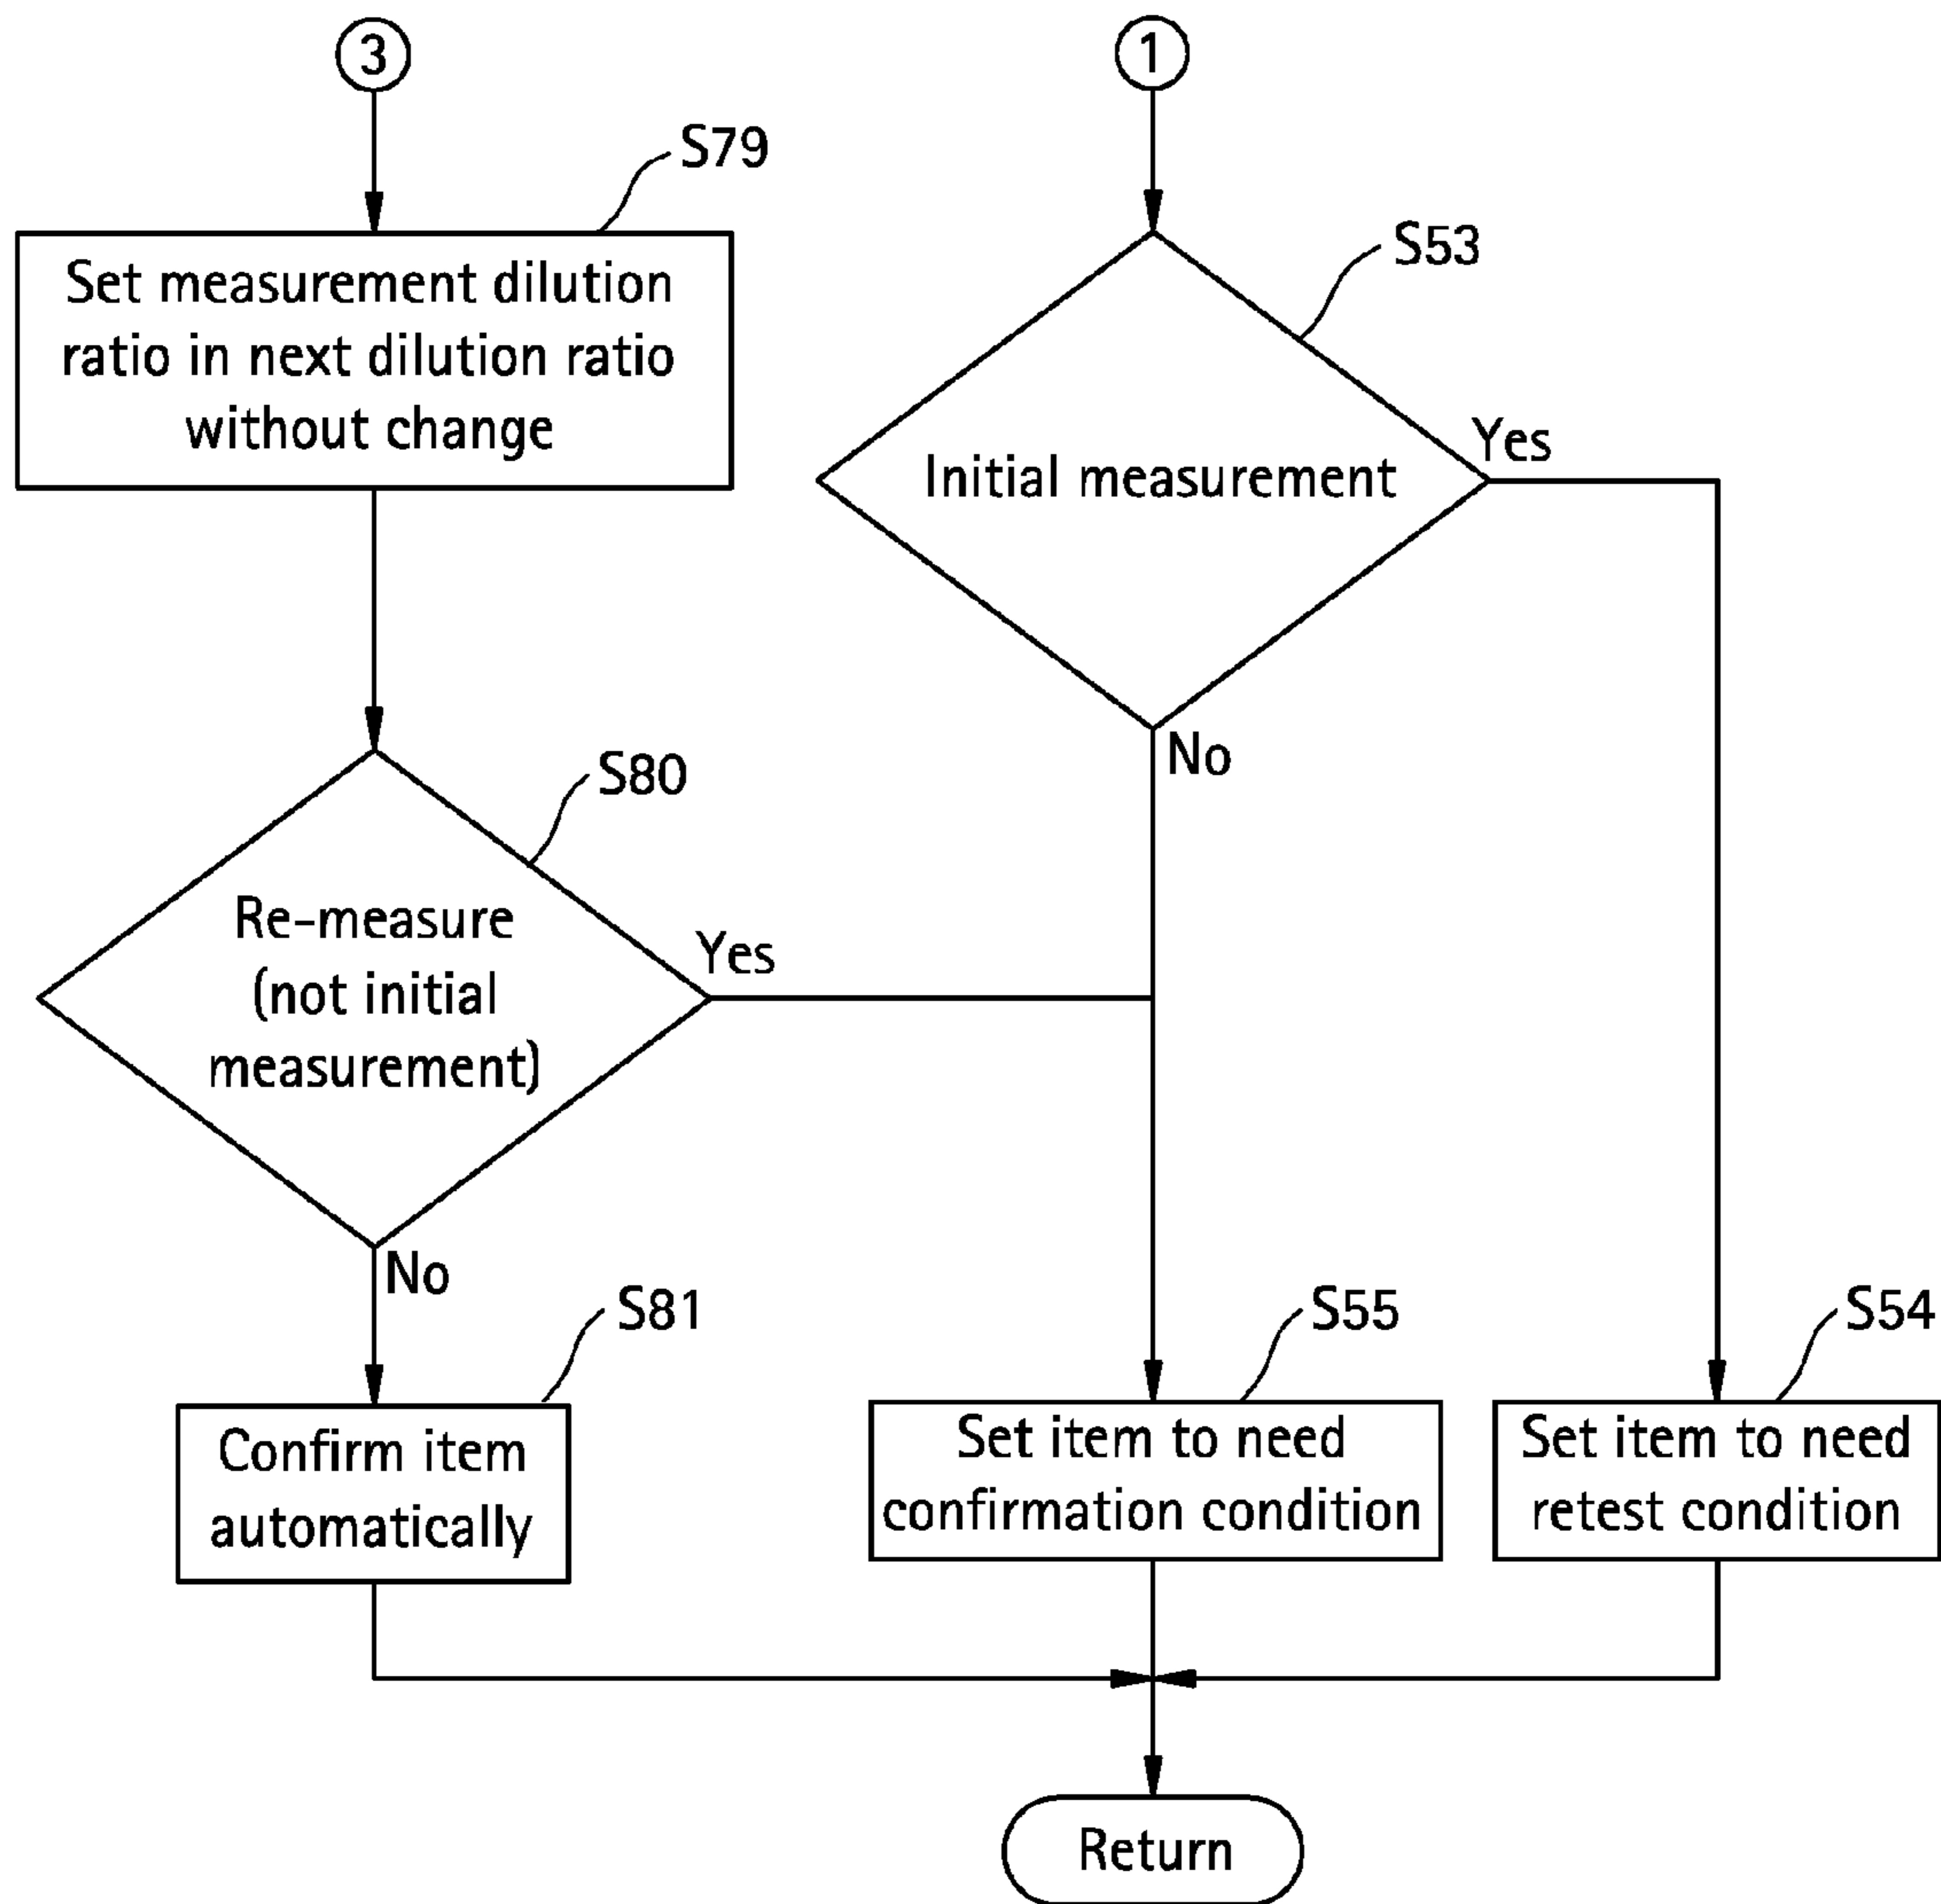 3
1
S79
Set measurement dilution
ratio in next dilution ratio
without change
S53
Initial measurement
Yes
No
S80
Re-measure
(not initial
measurement)
Yes
No
S81
Confirm item
automatically
S55
Set item to need
confirmation condition
S54
Set item to need
retest condition
Return